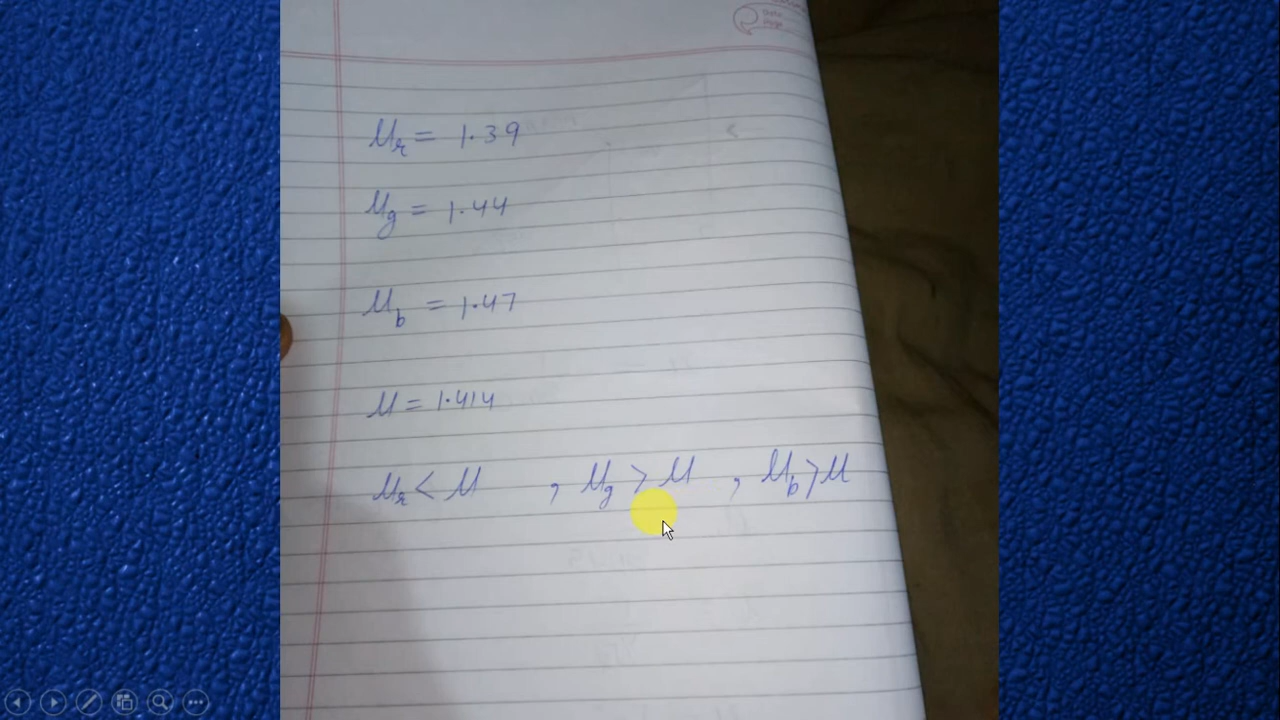 μr = 1.39
μg = 1.44
μb = 1.47
μ = 1.414
μr < μ , μg > μ , μb > μ